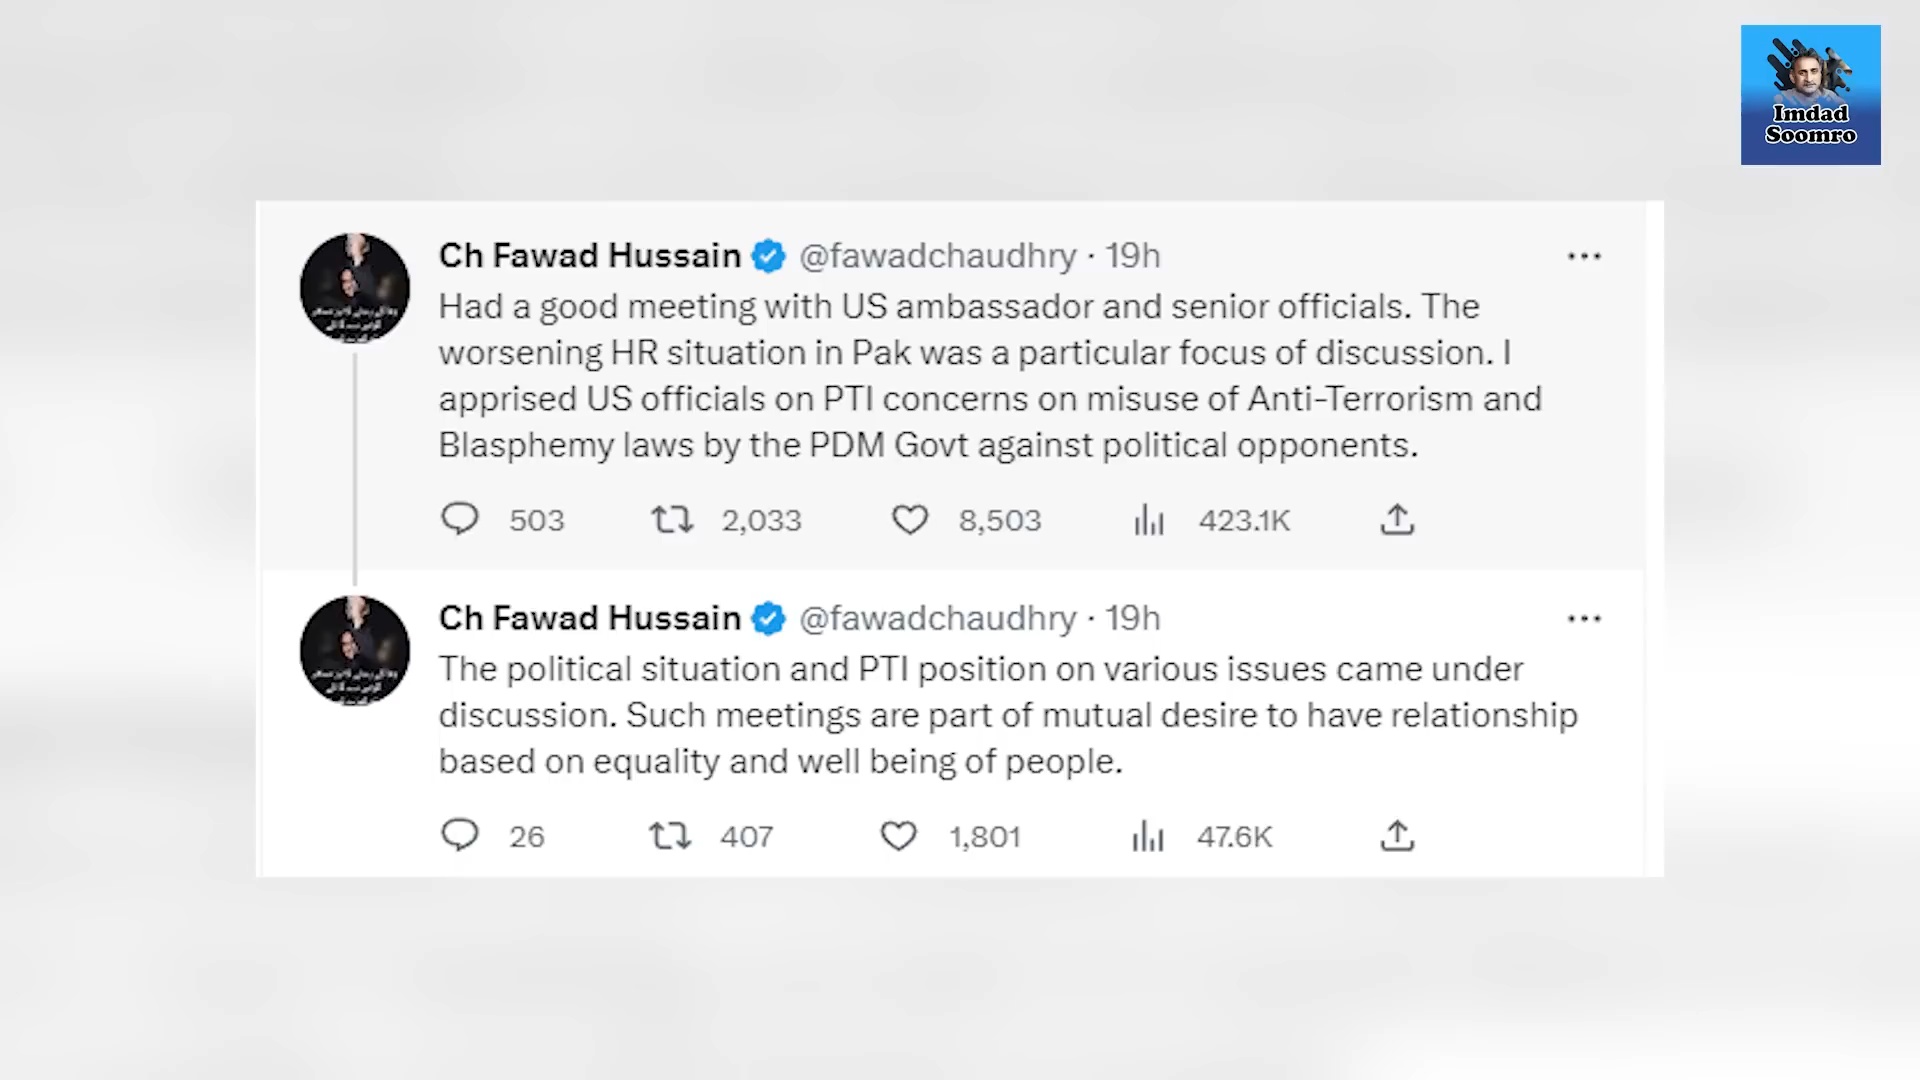 Imdad
Soomro
Ch Fawad Hussain @fawadchaudhry · 19h
Had a good meeting with US ambassador and senior officials. The
worsening HR situation in Pak was a particular focus of discussion. I
apprised US officials on PTI concerns on misuse of Anti-Terrorism and
Blasphemy laws by the PDM Govt against political opponents.
503 2,033 8,503 423.1K
Ch Fawad Hussain @fawadchaudhry · 19h
The political situation and PTI position on various issues came under
discussion. Such meetings are part of mutual desire to have relationship
based on equality and well being of people.
26 407 1,801 47.6K